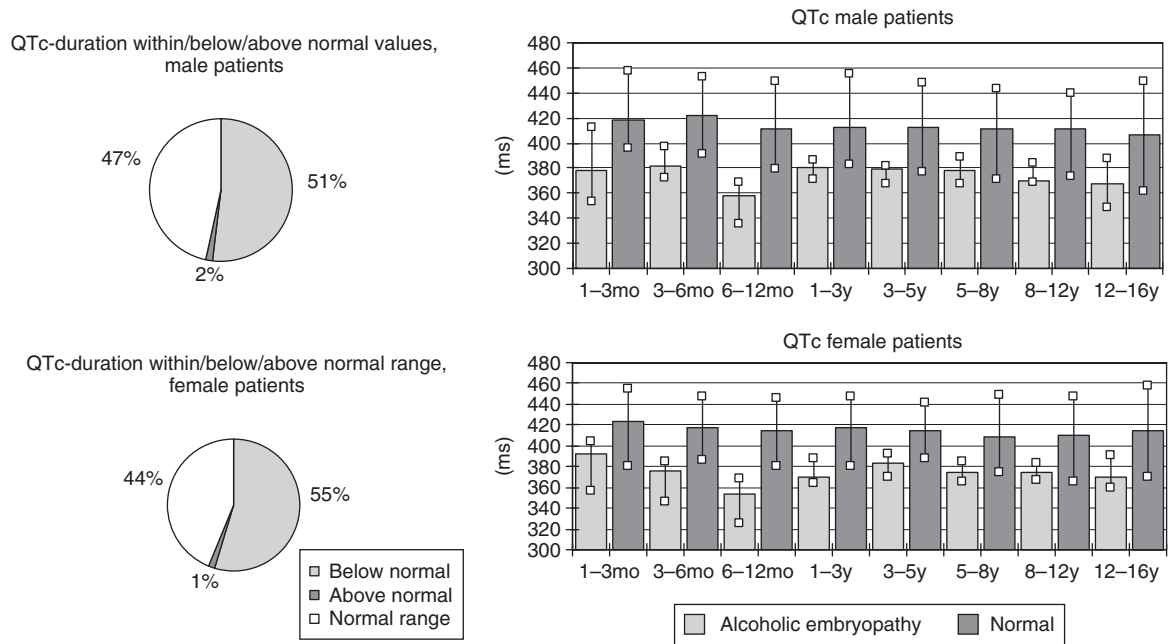 QTc-duration within/below/above normal values,
male patients
47%
51%
2%
QTc male patients
(ms)
480
460
440
420
400
380
360
340
320
300
1–3mo 3–6mo 6–12mo 1–3y 3–5y 5–8y 8–12y 12–16y
QTc-duration within/below/above normal range,
female patients
44%
55%
1%
Below normal
Above normal
Normal range
QTc female patients
(ms)
480
460
440
420
400
380
360
340
320
300
1–3mo 3–6mo 6–12mo 1–3y 3–5y 5–8y 8–12y 12–16y
Alcoholic embryopathy Normal